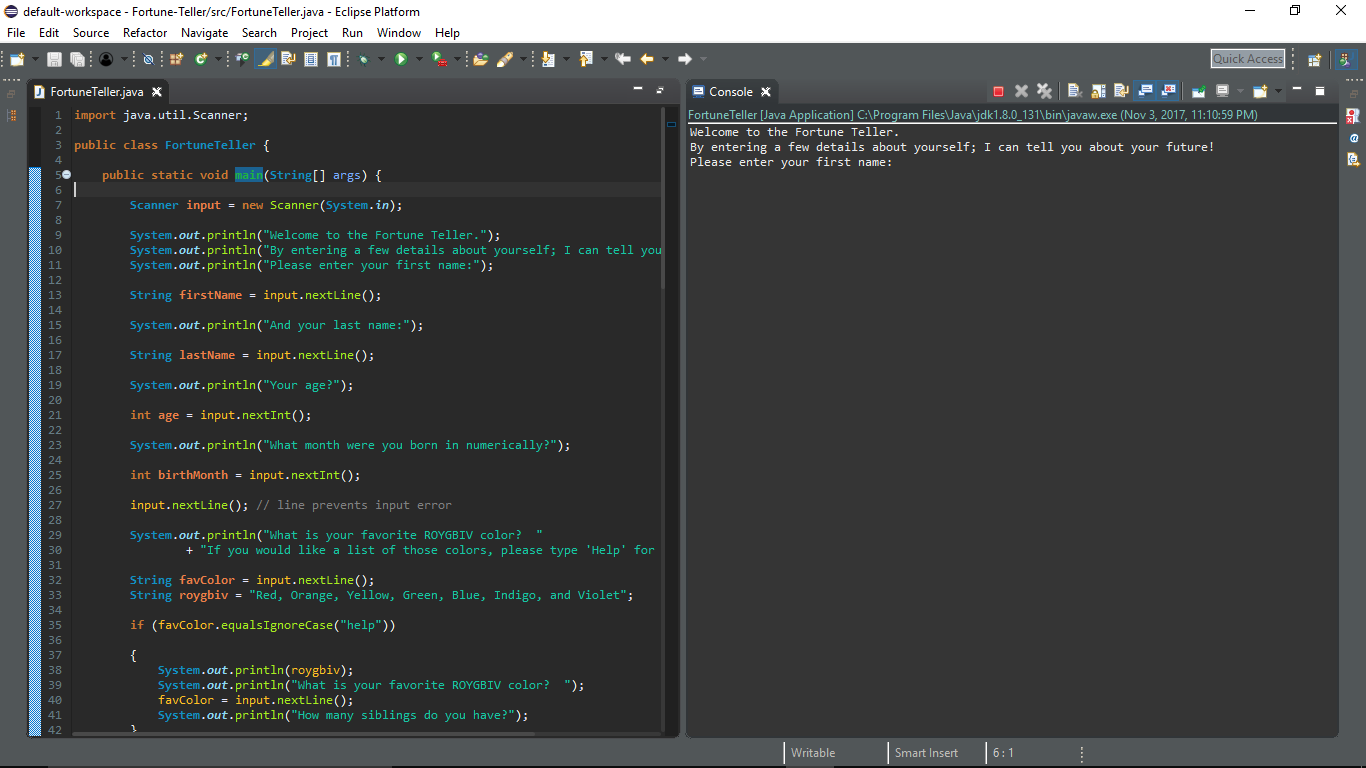 default-workspace - Fortune-Teller/src/FortuneTeller.java - Eclipse Platform
File Edit Source Refactor Navigate Search Project Run Window Help
Quick Access
FortuneTeller.java
1 import java.util.Scanner;
2
3 public class FortuneTeller {
4
5 public static void main(String[] args) {
6
7 Scanner input = new Scanner(System.in);
8
9 System.out.println("Welcome to the Fortune Teller.");
10 System.out.println("By entering a few details about yourself; I can tell you
11 System.out.println("Please enter your first name:");
12
13 String firstName = input.nextLine();
14
15 System.out.println("And your last name:");
16
17 String lastName = input.nextLine();
18
19 System.out.println("Your age?");
20
21 int age = input.nextInt();
22
23 System.out.println("What month were you born in numerically?");
24
25 int birthMonth = input.nextInt();
26
27 input.nextLine(); // line prevents input error
28
29 System.out.println("What is your favorite ROYGBIV color?  "
30 + "If you would like a list of those colors, please type 'Help' for
31
32 String favColor = input.nextLine();
33 String roygbiv = "Red, Orange, Yellow, Green, Blue, Indigo, and Violet";
34
35 if (favColor.equalsIgnoreCase("help"))
36
37 {
38 System.out.println(roygbiv);
39 System.out.println("What is your favorite ROYGBIV color?  ");
40 favColor = input.nextLine();
41 System.out.println("How many siblings do you have?");
42 }
Console
FortuneTeller [Java Application] C:\Program Files\Java\jdk1.8.0_131\bin\javaw.exe (Nov 3, 2017, 11:10:59 PM)
Welcome to the Fortune Teller.
By entering a few details about yourself; I can tell you about your future!
Please enter your first name:
Writable Smart Insert 6 : 1